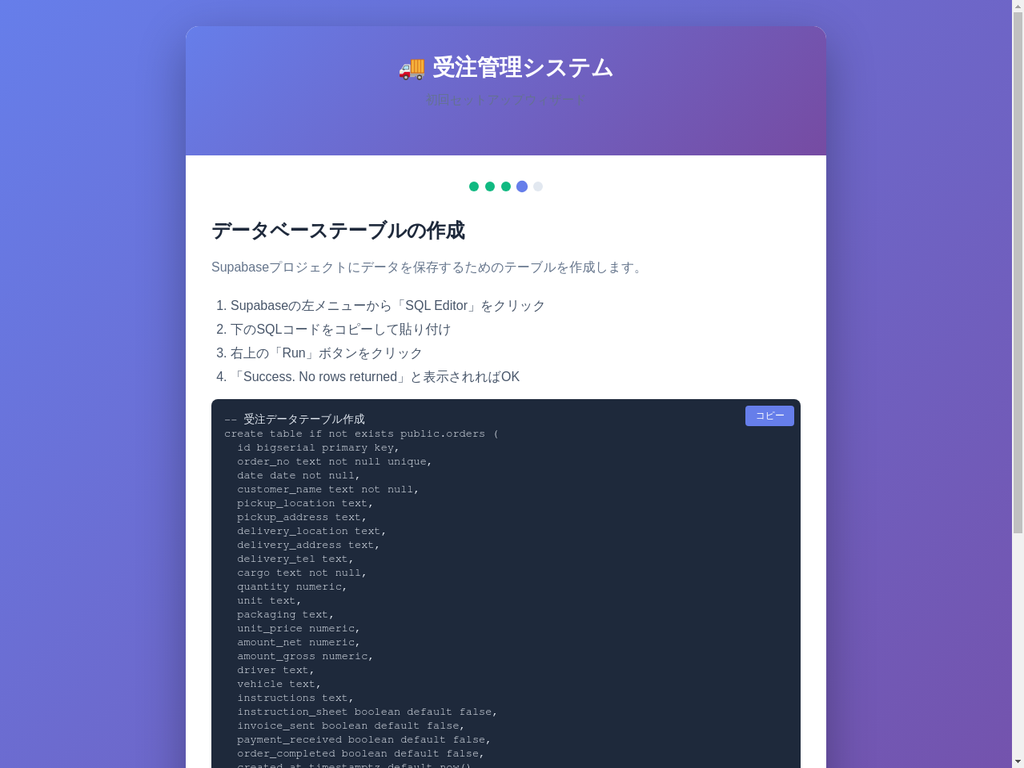 🚚 受注管理システム
データベーステーブルの作成
Supabaseプロジェクトにデータを保存するためのテーブルを作成します。
1. Supabaseの左メニューから「SQL Editor」をクリック
2. 下のSQLコードをコピーして貼り付け
3. 右上の「Run」ボタンをクリック
4. 「Success. No rows returned」と表示されればOK
コピー
-- 受注データテーブル作成
create table if not exists public.orders (
  id bigserial primary key,
  order_no text not null unique,
  date date not null,
  customer_name text not null,
  pickup_location text,
  pickup_address text,
  delivery_location text,
  delivery_address text,
  delivery_tel text,
  cargo text not null,
  quantity numeric,
  unit text,
  packaging text,
  unit_price numeric,
  amount_net numeric,
  amount_gross numeric,
  driver text,
  vehicle text,
  instructions text,
  instruction_sheet boolean default false,
  invoice_sent boolean default false,
  payment_received boolean default false,
  order_completed boolean default false,
  created_at timestamptz default now()